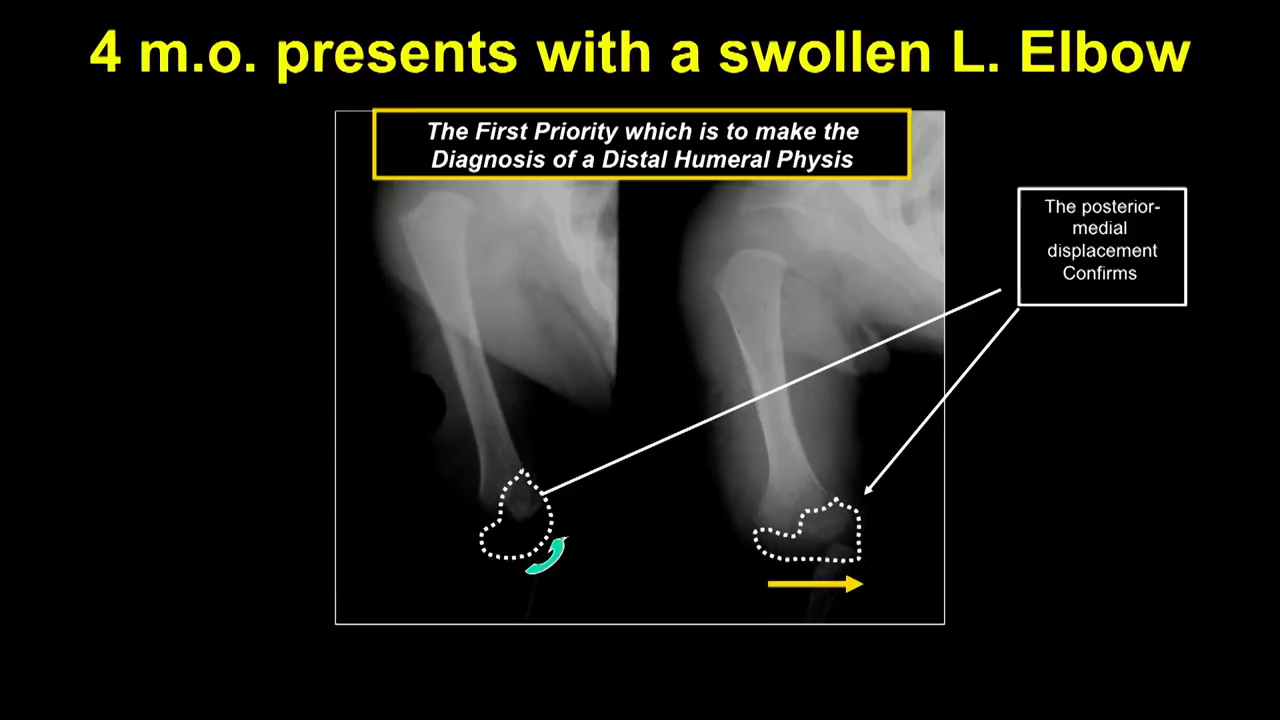 4 m.o. presents with a swollen L. Elbow
The First Priority which is to make the
Diagnosis of a Distal Humeral Physis
The posterior-
medial
displacement
Confirms